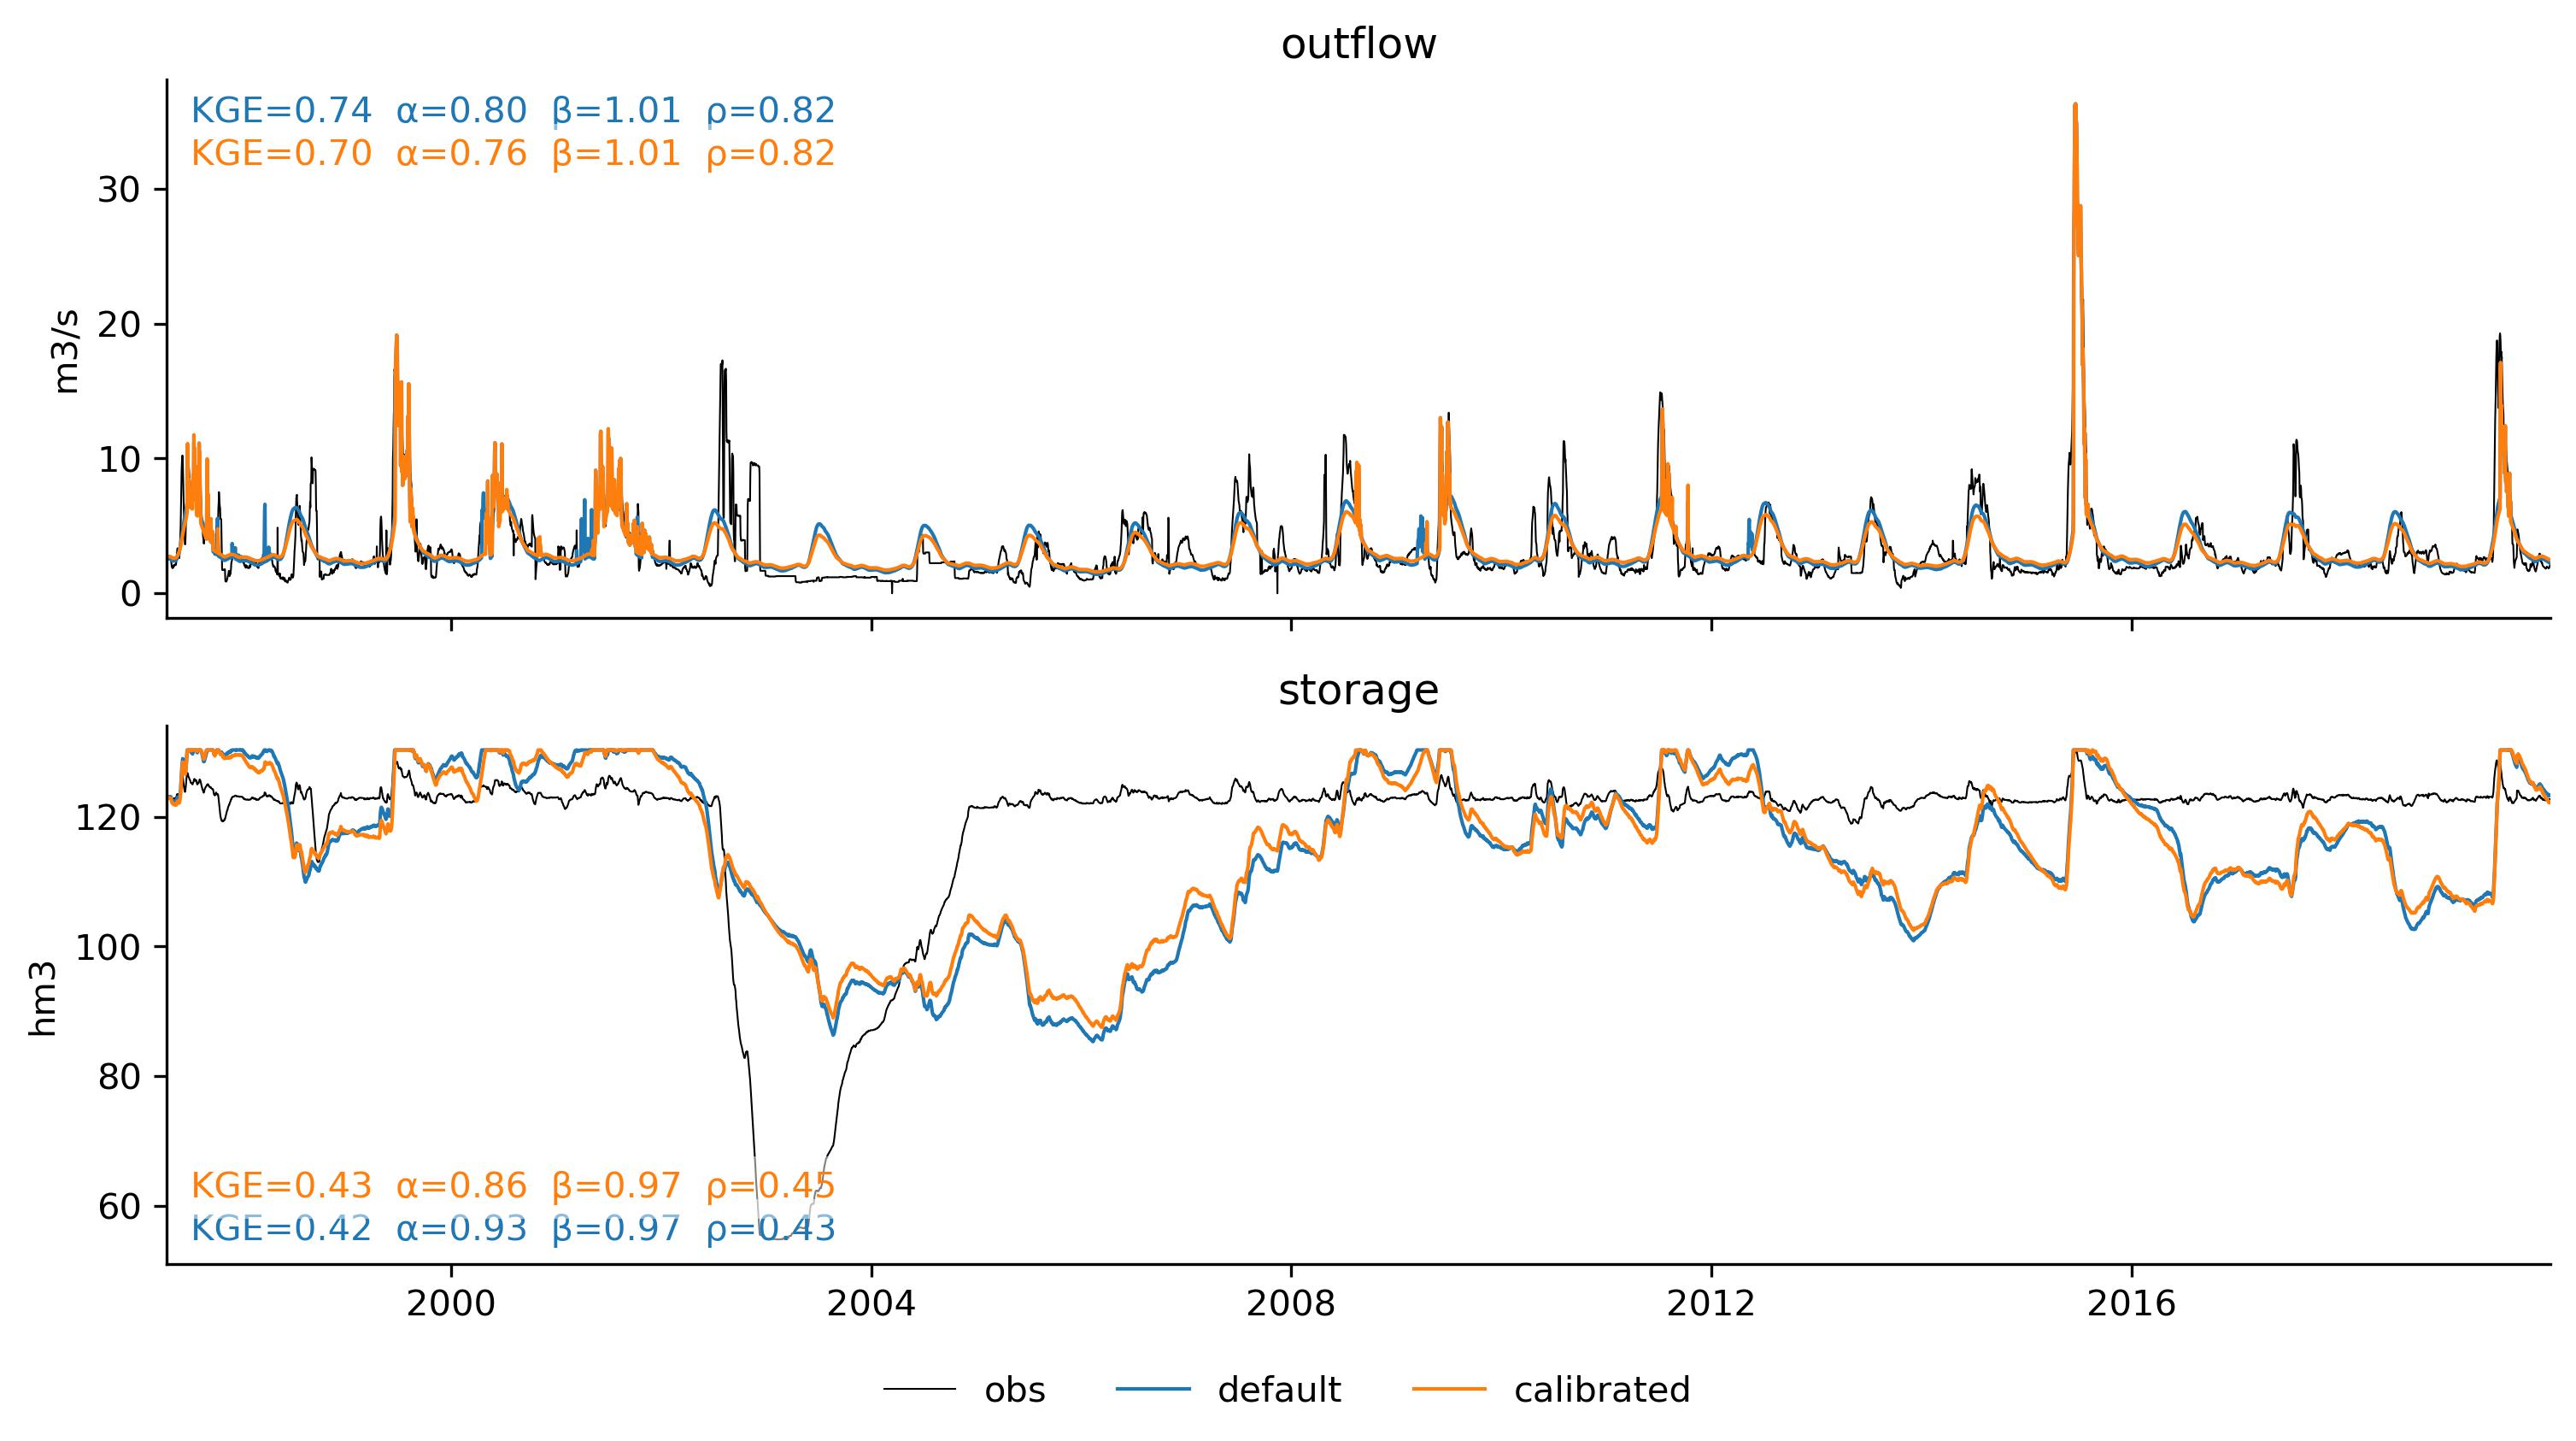 outflow
KGE=0.74 α=0.80 β=1.01 ρ=0.82
KGE=0.70 α=0.76 β=1.01 ρ=0.82
m3/s
30
20
10
0
storage
hm3
120
100
80
60
KGE=0.43 α=0.86 β=0.97 ρ=0.45
KGE=0.42 α=0.93 β=0.97 ρ=0.43
2000 2004 2008 2012 2016
obs default calibrated